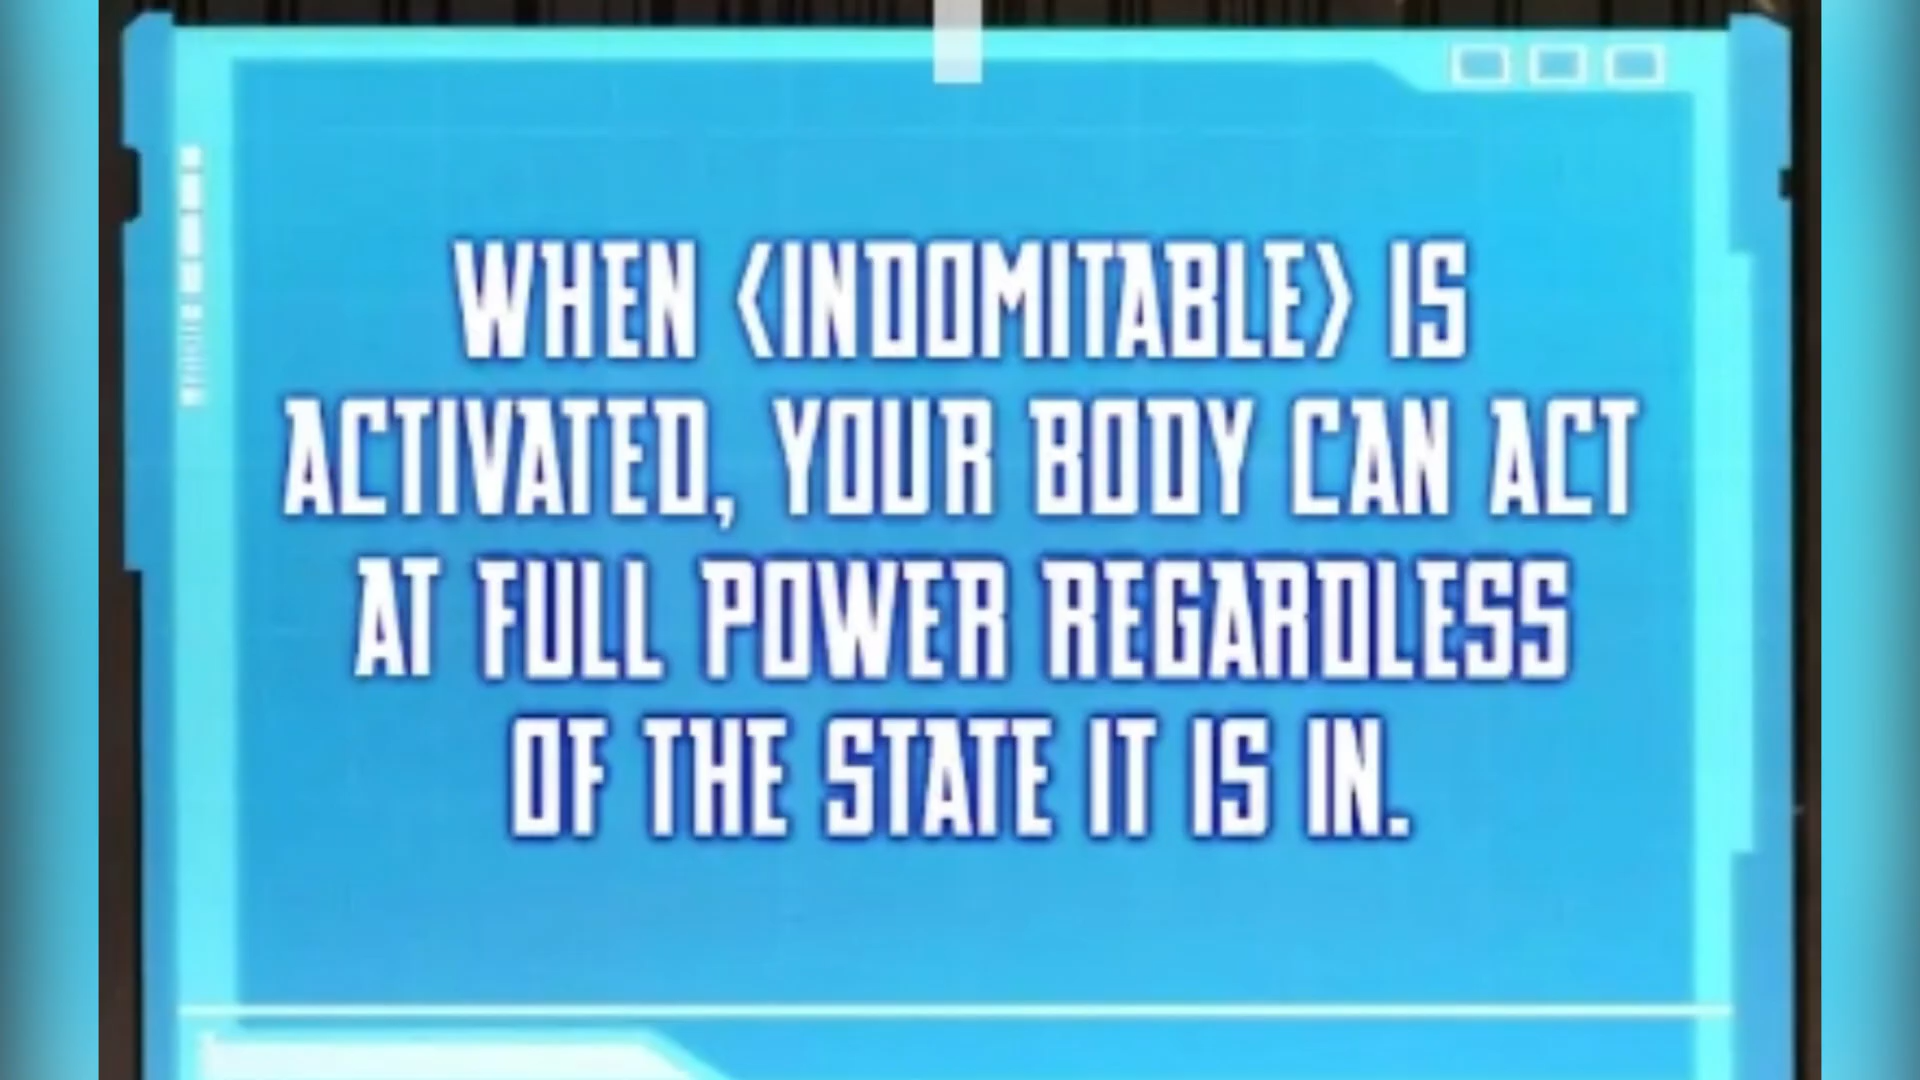 WHEN <INDOMITABLE> IS
ACTIVATED, YOUR BODY CAN ACT
AT FULL POWER REGARDLESS
OF THE STATE IT IS IN.